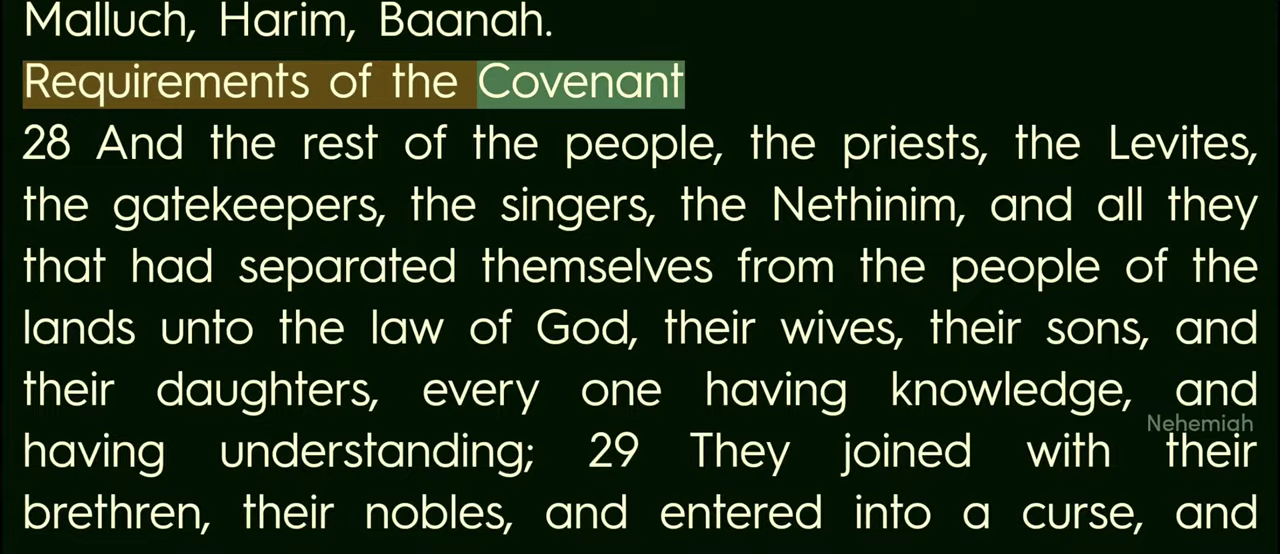 Malluch, Harim, Baanah.
Requirements of the Covenant
28 And the rest of the people, the priests, the Levites,
the gatekeepers, the singers, the Nethinim, and all they
that had separated themselves from the people of the
lands unto the law of God, their wives, their sons, and
their daughters, every one having knowledge, and
Nehemiah
having understanding; 29 They joined with their
brethren, their nobles, and entered into a curse, and